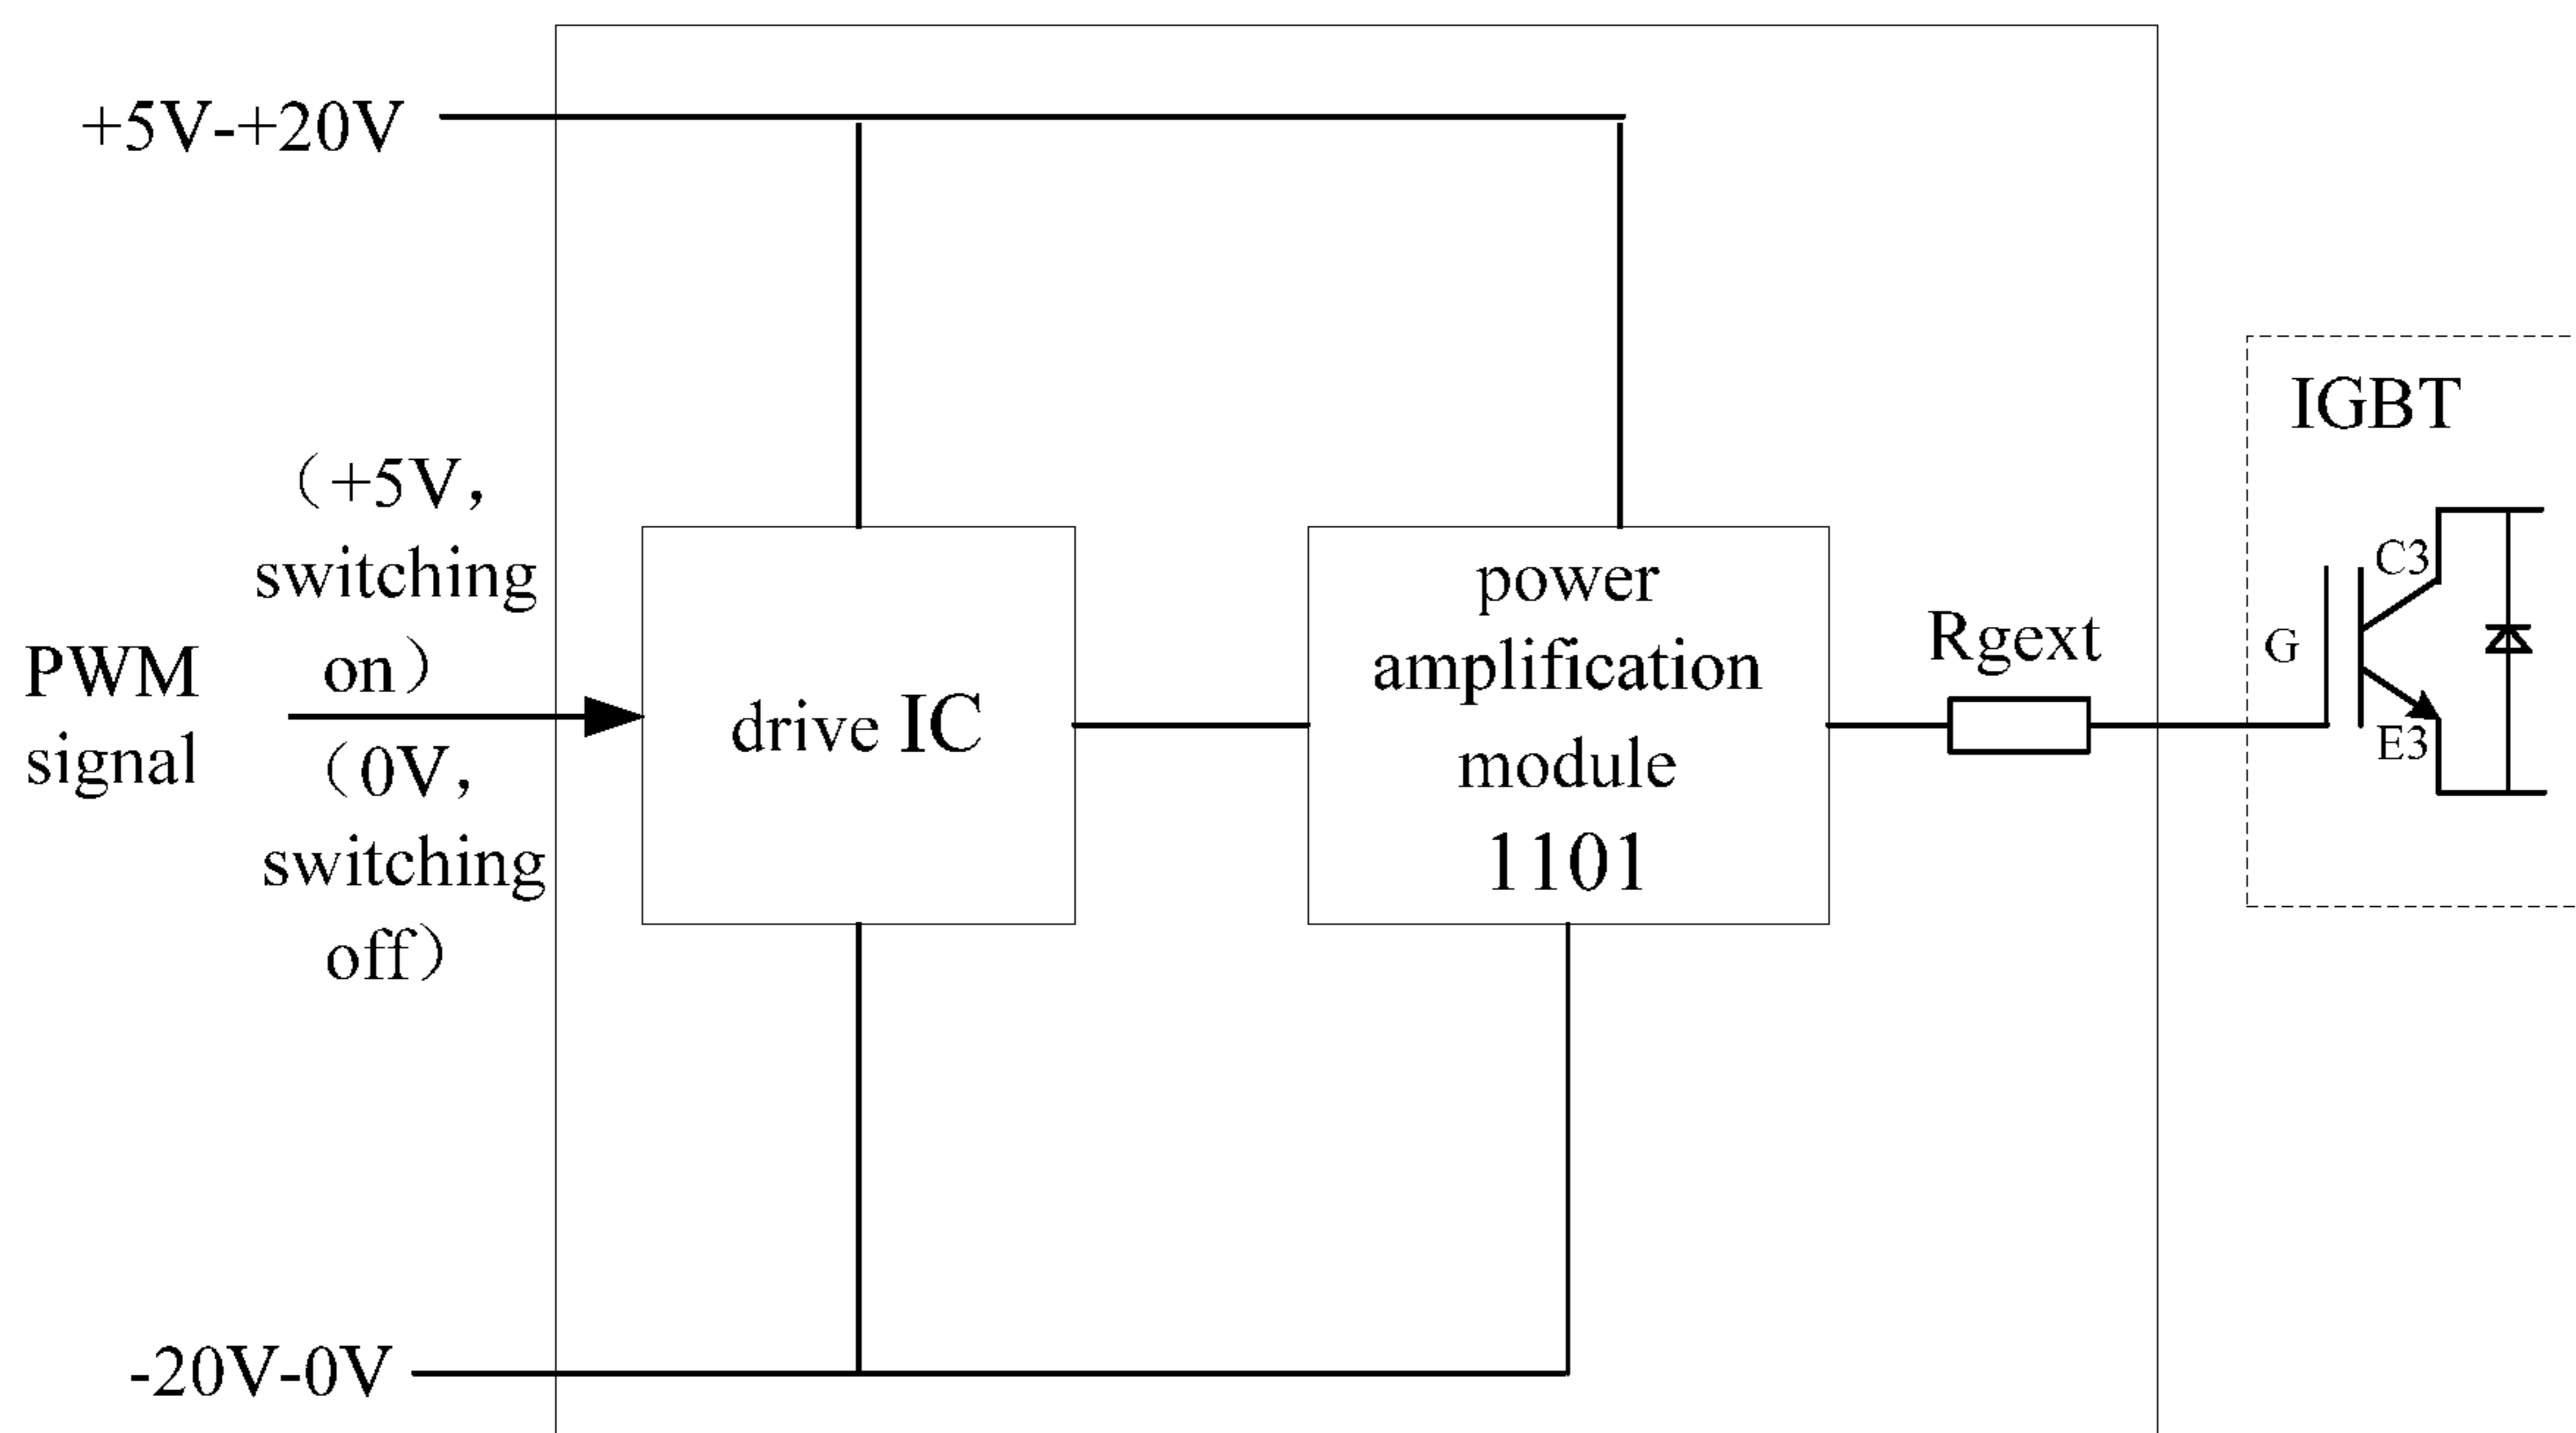 +5V-+20V
（+5V，
switching
on）
PWM
signal
（0V，
switching
off）
-20V-0V
drive IC
power
amplification
module
1101
Rgext
IGBT
C3
G
E3